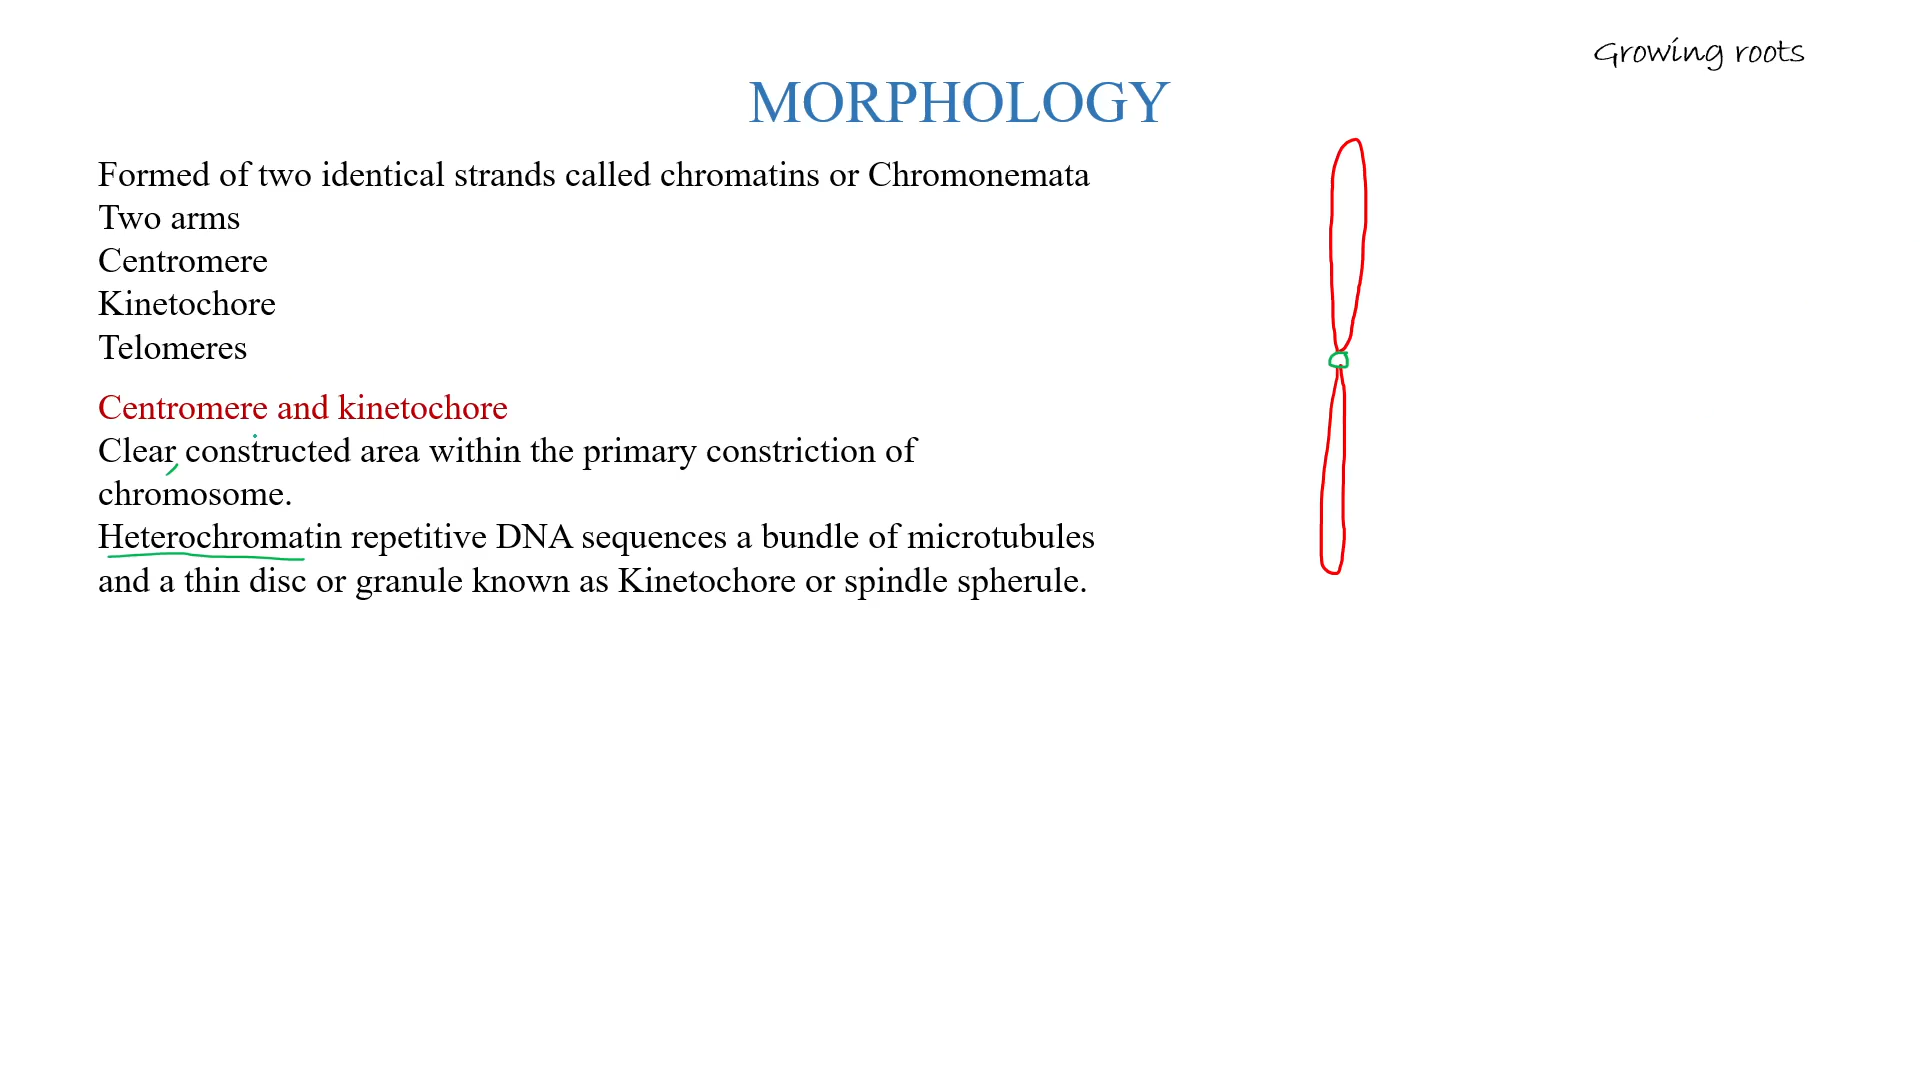 Growing roots
MORPHOLOGY
Formed of two identical strands called chromatins or Chromonemata
Two arms
Centromere
Kinetochore
Telomeres
Centromere and kinetochore
Clear constructed area within the primary constriction of
chromosome.
Heterochromatin repetitive DNA sequences a bundle of microtubules
and a thin disc or granule known as Kinetochore or spindle spherule.